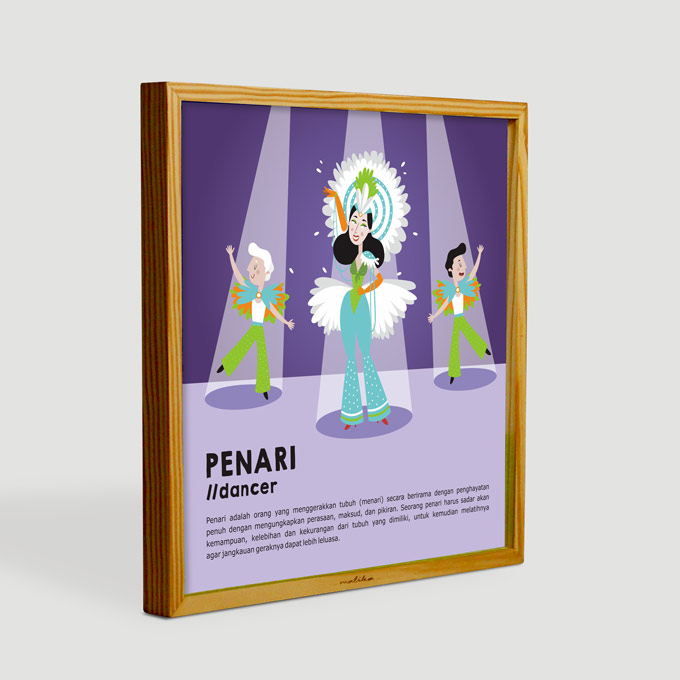 PENARI
//dancer
Penari adalah orang yang menggerakkan tubuh (menari) secara berirama dengan penghayatan
penuh dengan mengungkapkan perasaan, maksud, dan pikiran. Seorang penari harus sadar akan
kemampuan, kelebihan dan kekurangan dari tubuh yang dimiliki, untuk kemudian melatihnya
agar jangkauan geraknya dapat lebih leluasa.
malika